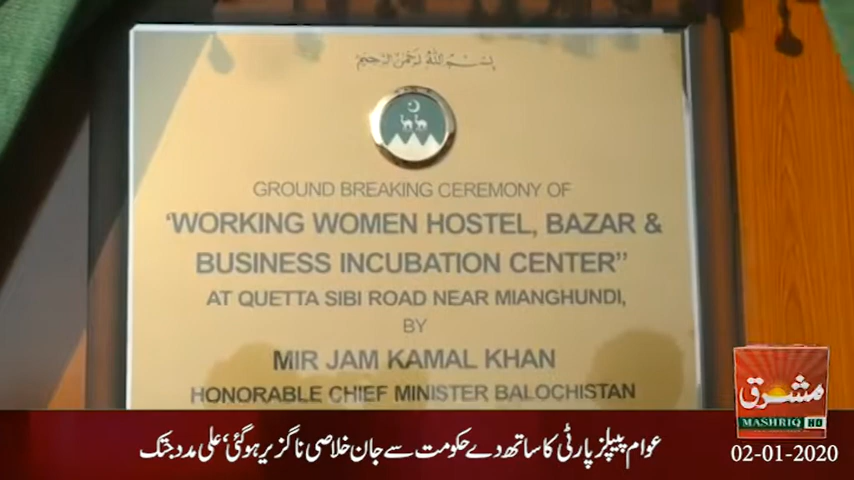 بسم الله الرحمن الرحيم
GROUND BREAKING CEREMONY OF
'WORKING WOMEN HOSTEL, BAZAR &
BUSINESS INCUBATION CENTER"
AT QUETTA SIBI ROAD NEAR MIANGHUNDI,
BY
MIR JAM KAMAL KHAN
HONORABLE CHIEF MINISTER BALOCHISTAN
مشرق
MASHRIQ HD
عوام پیپلز پارٹی کا ساتھ دے حکومت سے جان خلاصی ناگزیر ہوگئی‘ علی مدد جتک
02-01-2020